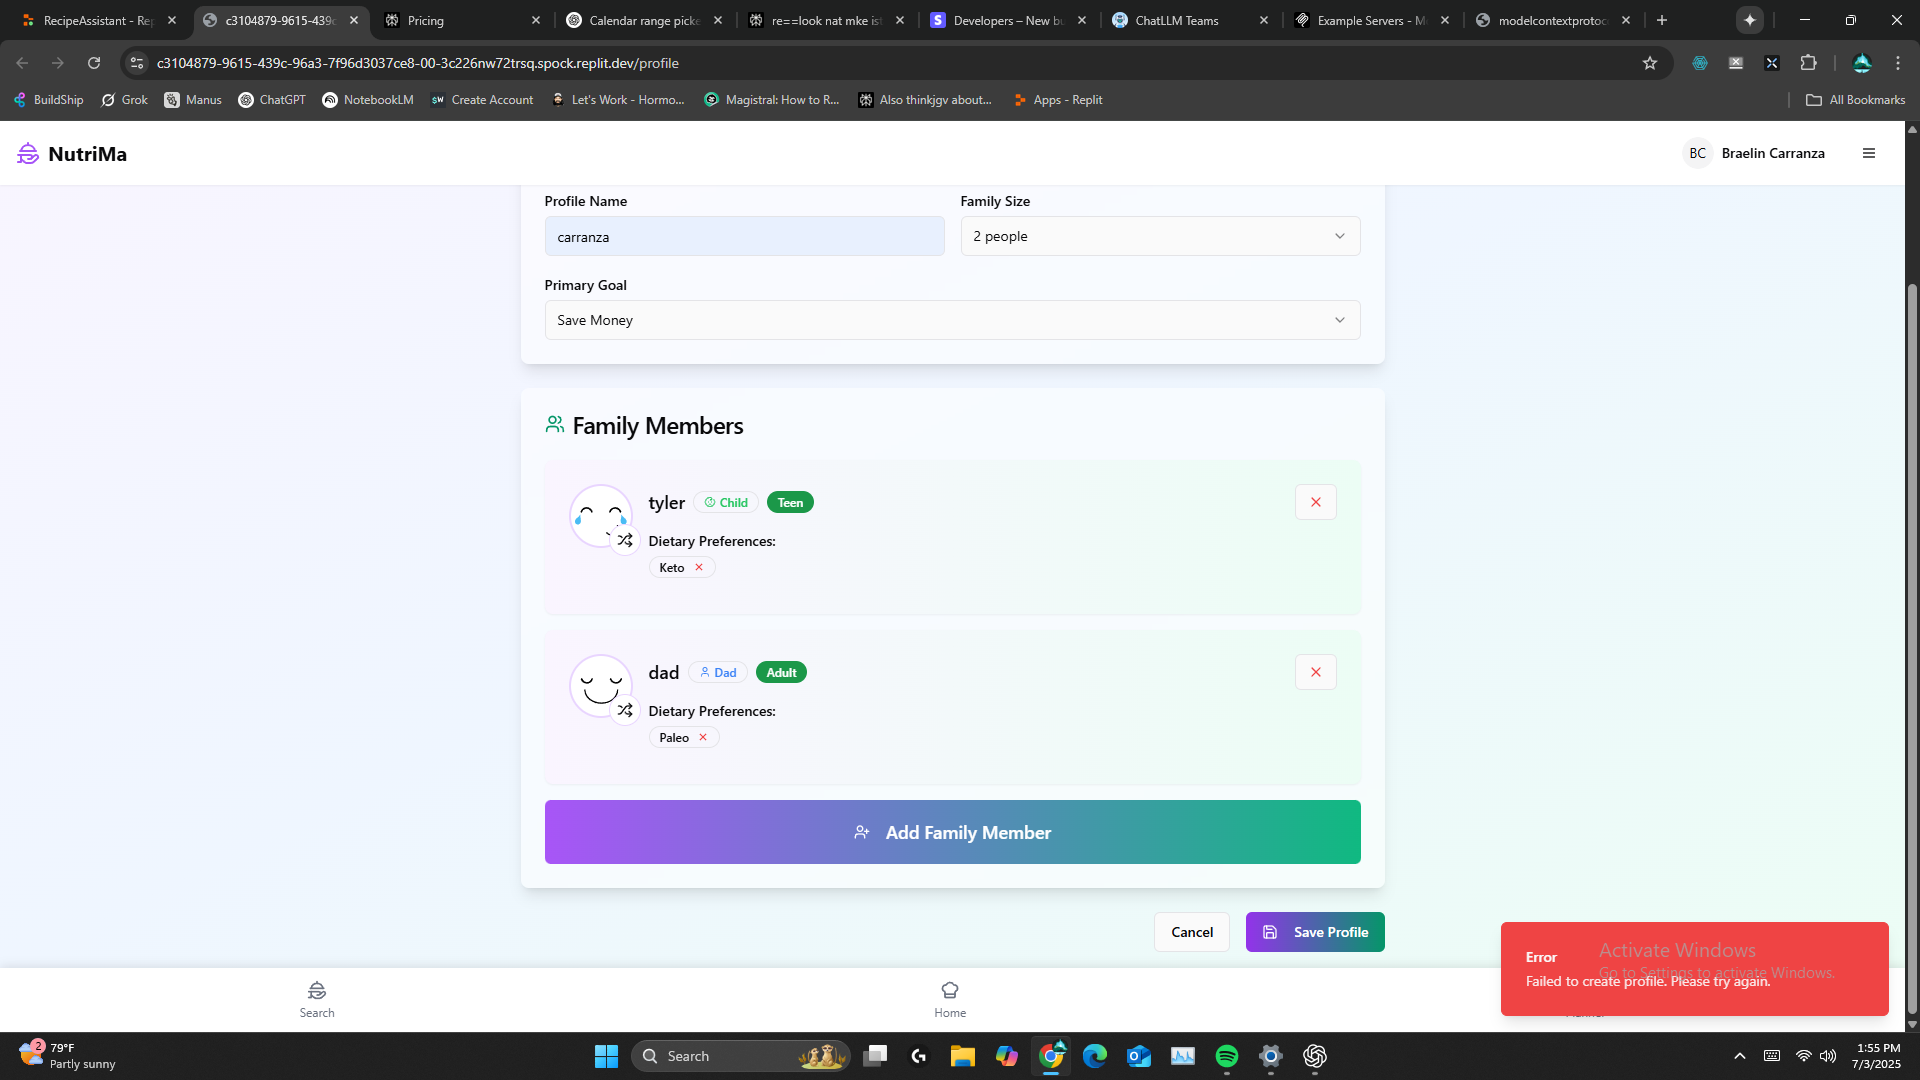 RecipeAssistant - Rep
c3104879-9615-439c
Pricing
Calendar range picke
re==look nat mke ist
Developers – New bu
ChatLLM Teams
Example Servers - Mo
modelcontextprotoc
c3104879-9615-439c-96a3-7f96d3037ce8-00-3c226nw72trsq.spock.replit.dev/profile
BuildShip
Grok
Manus
ChatGPT
NotebookLM
Create Account
Let's Work - Hormo...
Magistral: How to R...
Also thinkjgv about...
Apps - Replit
All Bookmarks
NutriMa
BC
Braelin Carranza
Profile Name
Family Size
carranza
2 people
Primary Goal
Save Money
Family Members
tyler
Child
Teen
Dietary Preferences:
Keto
dad
Dad
Adult
Dietary Preferences:
Paleo
Add Family Member
Cancel
Save Profile
Error
Failed to create profile. Please try again.
Activate Windows
Go to Settings to activate Windows.
Search
Home
2
79°F
Partly sunny
Search
1:55 PM
7/3/2025